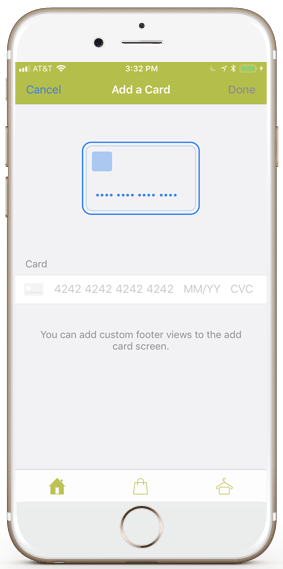 AT&T 3:32 PM
Cancel Add a Card Done
Card
4242 4242 4242 4242 MM/YY CVC
You can add custom footer views to the add
card screen.